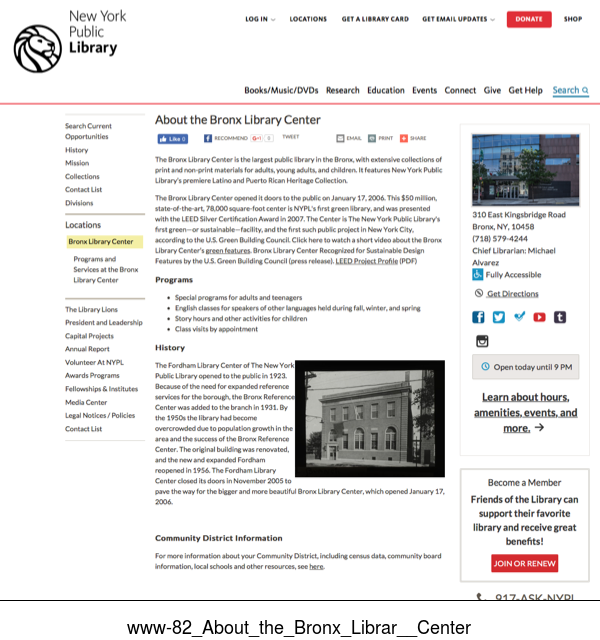 New York
Public
Library
LOG IN
LOCATIONS
GET A LIBRARY CARD
GET EMAIL UPDATES
DONATE
SHOP
Books/Music/DVDs Research Education Events Connect Give Get Help Search
Search Current
Opportunities
History
Mission
Collections
Contact List
Divisions
Locations
Bronx Library Center
Programs and
Services at the Bronx
Library Center
The Library Lions
President and Leadership
Capital Projects
Annual Report
Volunteer At NYPL
Awards Programs
Fellowships & Institutes
Media Center
Legal Notices / Policies
Contact List
About the Bronx Library Center
Like 0
RECOMMEND
G+1 0
TWEET
EMAIL
PRINT
SHARE
The Bronx Library Center is the largest public library in the Bronx, with extensive collections of
print and non-print materials for adults, young adults, and children. It features New York Public
Library's premiere Latino and Puerto Rican Heritage Collection.
The Bronx Library Center opened it doors to the public on January 17, 2006. This $50 million,
state-of-the-art, 78,000 square-foot center is NYPL's first green library, and was presented
with the LEED Silver Certification Award in 2007. The Center is The New York Public Library's
first green—or sustainable—facility, and the first such public project in New York City,
according to the U.S. Green Building Council. Click here to watch a short video about the Bronx
Library Center's green features. Bronx Library Center Recognized for Sustainable Design
Features by the U.S. Green Building Council (press release). LEED Project Profile (PDF)
Programs
• Special programs for adults and teenagers
• English classes for speakers of other languages held during fall, winter, and spring
• Story hours and other activities for children
• Class visits by appointment
History
The Fordham Library Center of The New York
Public Library opened to the public in 1923.
Because of the need for expanded reference
services for the borough, the Bronx Reference
Center was added to the branch in 1931. By
the 1950s the library had become
overcrowded due to population growth in the
area and the success of the Bronx Reference
Center. The original building was renovated,
and the new and expanded Fordham
reopened in 1956. The Fordham Library
Center closed its doors in November 2005 to
pave the way for the bigger and more beautiful Bronx Library Center, which opened January 17,
2006.
Community District Information
For more information about your Community District, including census data, community board
information, local schools and other resources, see here.
310 East Kingsbridge Road
Bronx, NY, 10458
(718) 579-4244
Chief Librarian: Michael
Alvarez
Fully Accessible
Get Directions
Open today until 9 PM
Learn about hours,
amenities, events, and
more. →
Become a Member
Friends of the Library can
support their favorite
library and receive great
benefits!
JOIN OR RENEW
917-ASK-NYPL
www-82_About_the_Bronx_Librar__Center